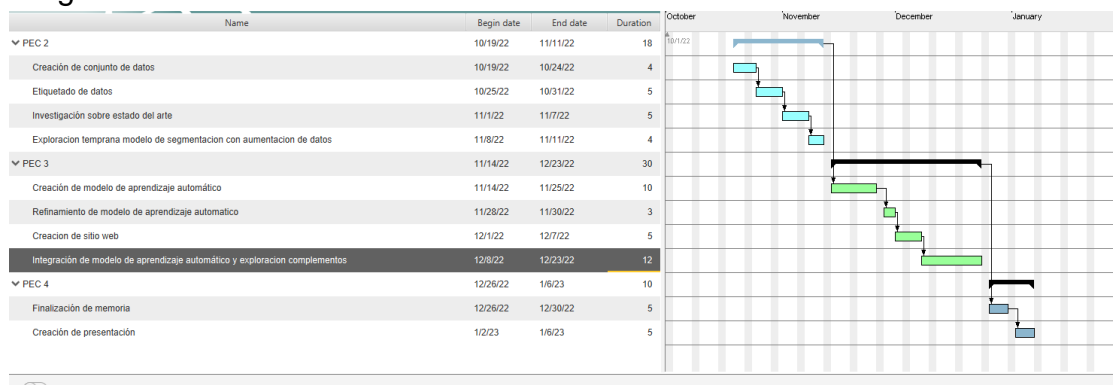 Name Begin date End date Duration October November December January
PEC 2 10/19/22 11/11/22 18 10/1/22
Creación de conjunto de datos 10/19/22 10/24/22 4
Etiquetado de datos 10/25/22 10/31/22 5
Investigación sobre estado del arte 11/1/22 11/7/22 5
Exploracion temprana modelo de segmentacion con aumentacion de datos 11/8/22 11/11/22 4
PEC 3 11/14/22 12/23/22 30
Creación de modelo de aprendizaje automático 11/14/22 11/25/22 10
Refinamiento de modelo de aprendizaje automatico 11/28/22 11/30/22 3
Creacion de sitio web 12/1/22 12/7/22 5
Integración de modelo de aprendizaje automático y exploracion complementos 12/8/22 12/23/22 12
PEC 4 12/26/22 1/6/23 10
Finalización de memoria 12/26/22 12/30/22 5
Creación de presentación 1/2/23 1/6/23 5